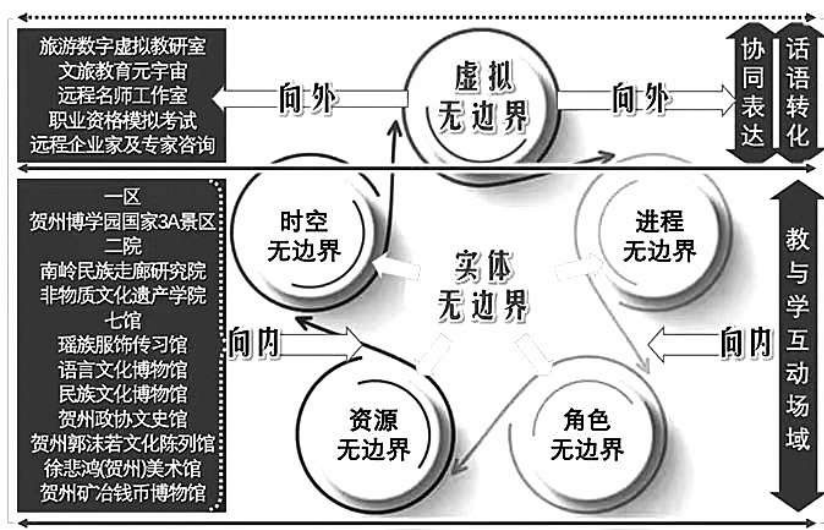 旅游数字虚拟教研室
文旅教育元宇宙
远程名师工作室
职业资格模拟考试
远程企业家及专家咨询
向外
虚拟
无边界
向外
协同表达
话语转化
一区
贺州博学园国家3A景区
二院
南岭民族走廊研究院
非物质文化遗产学院
七馆
瑶族服饰传习馆
语言文化博物馆
民族文化博物馆
贺州政协文史馆
贺州郭沫若文化陈列馆
徐悲鸿(贺州)美术馆
贺州矿冶钱币博物馆
时空
无边界
进程
无边界
实体
无边界
向内
向内
资源
无边界
角色
无边界
教与学互动场域